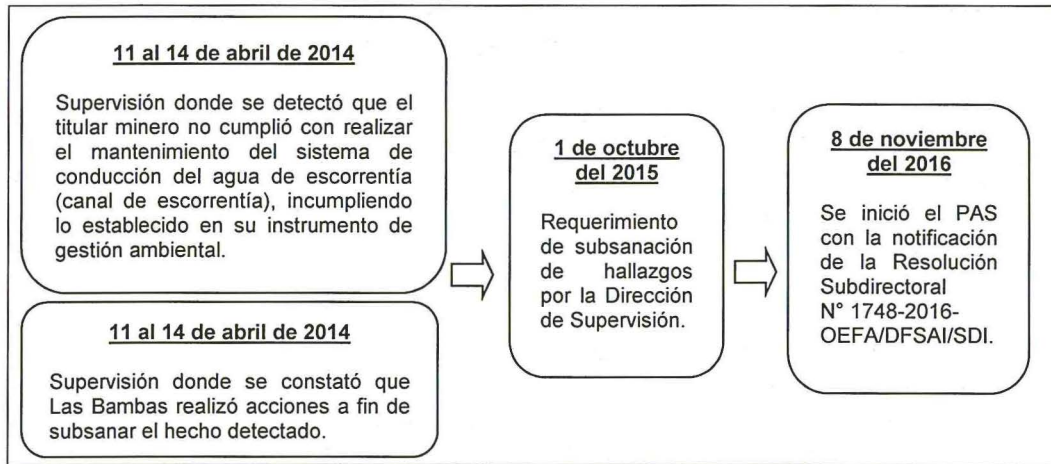 11 al 14 de abril de 2014
Supervisión donde se detectó que el
titular minero no cumplió con realizar
el mantenimiento del sistema de
conducción del agua de escorrentía
(canal de escorrentía), incumpliendo
lo establecido en su instrumento de
gestión ambiental.
11 al 14 de abril de 2014
Supervisión donde se constató que
Las Bambas realizó acciones a fin de
subsanar el hecho detectado.
1 de octubre
del 2015
Requerimiento
de subsanación
de hallazgos
por la Dirección
de Supervisión.
8 de noviembre
del 2016
Se inició el PAS
con la notificación
de la Resolución
Subdirectoral
N° 1748-2016-
OEFA/DFSAI/SDI.